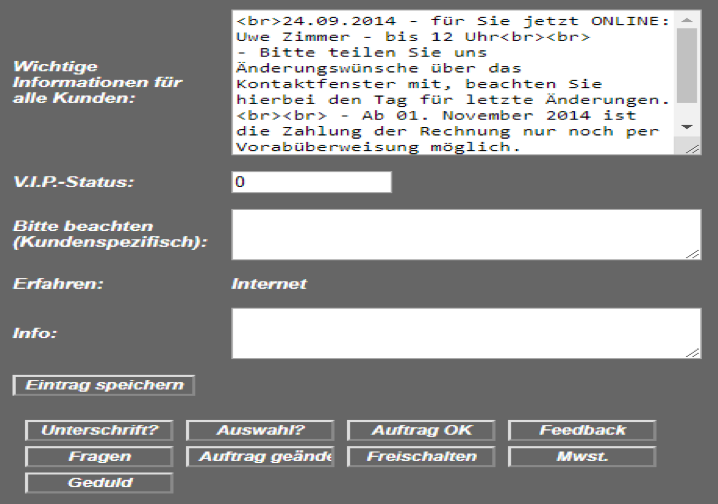 Wichtige
Informationen für
alle Kunden:
<br>24.09.2014 - für Sie jetzt ONLINE:
Uwe Zimmer - bis 12 Uhr<br><br>
- Bitte teilen Sie uns
Änderungswünsche über das
Kontaktfenster mit, beachten Sie
hierbei den Tag für letzte Änderungen.
<br><br> - Ab 01. November 2014 ist
die Zahlung der Rechnung nur noch per
Vorabüberweisung möglich.
V.I.P.-Status:
0
Bitte beachten
(Kundenspezifisch):
Erfahren:
Internet
Info:
Eintrag speichern
Unterschrift? Auswahl? Auftrag OK Feedback
Fragen Auftrag geände Freischalten Mwst.
Geduld